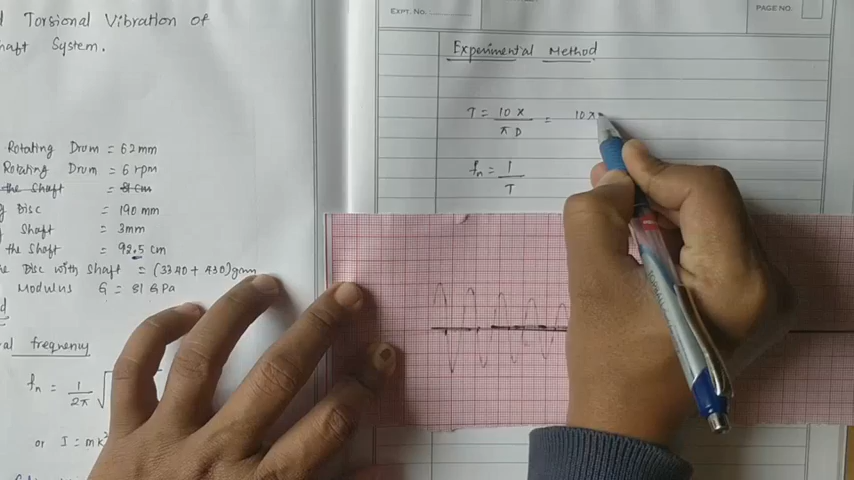 EXPT. NO.
PAGE NO.
Torsional Vibration of
Shaft System.
Rotating Drum = 62mm
Rotating Drum = 6 rpm
the Shaft = 81 cm
Disc = 190 mm
Shaft = 3mm
the Shaft = 92.5 cm
Disc with Shaft = (3340 + 430)gmm
Modulus G = 81 GPa
frequency
fn = 1
2π
or I = mk²
Experimental Method
T = 10 X
π D
= 10 X
fn = 1
T